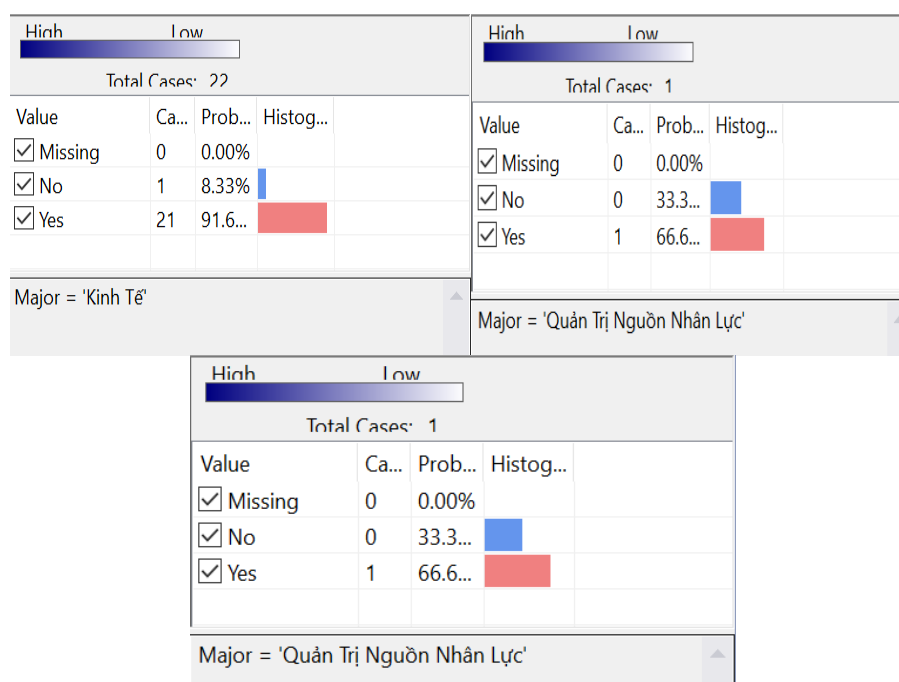 High Low
Total Cases: 22
Value Ca... Prob... Histog...
Missing 0 0.00%
No 1 8.33%
Yes 21 91.6...
Major = 'Kinh Tế'
High Low
Total Cases: 1
Value Ca... Prob... Histog...
Missing 0 0.00%
No 0 33.3...
Yes 1 66.6...
Major = 'Quản Trị Nguồn Nhân Lực'
High Low
Total Cases: 1
Value Ca... Prob... Histog...
Missing 0 0.00%
No 0 33.3...
Yes 1 66.6...
Major = 'Quản Trị Nguồn Nhân Lực'